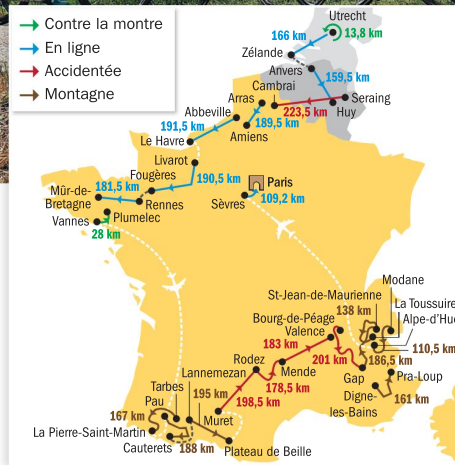 Contre la montre
En ligne
Accidentée
Montagne
Utrecht
13,8 km
166 km
Zélande
Anvers
159,5 km
Cambrai
Arras
Seraing
Abbeville
223,5 km
Huy
191,5 km
189,5 km
Amiens
Le Havre
Livarot
190,5 km
Fougères
181,5 km
Mûr-de-
Bretagne
Rennes
Paris
Sèvres
109,2 km
Vannes
Plumelec
28 km
Modane
St-Jean-de-Maurienne
138 km
La Toussuire
Bourg-de-Péage
Alpe-d'Hue
Valence
183 km
110,5 km
201 km
186,5 km
Rodez
Mende
Gap
Pra-Loup
Lannemezan
178,5 km
Digne-
les-Bains
161 km
Tarbes
195 km
198,5 km
Pau
167 km
Muret
La Pierre-Saint-Martin
Cauterets
188 km
Plateau de Beille